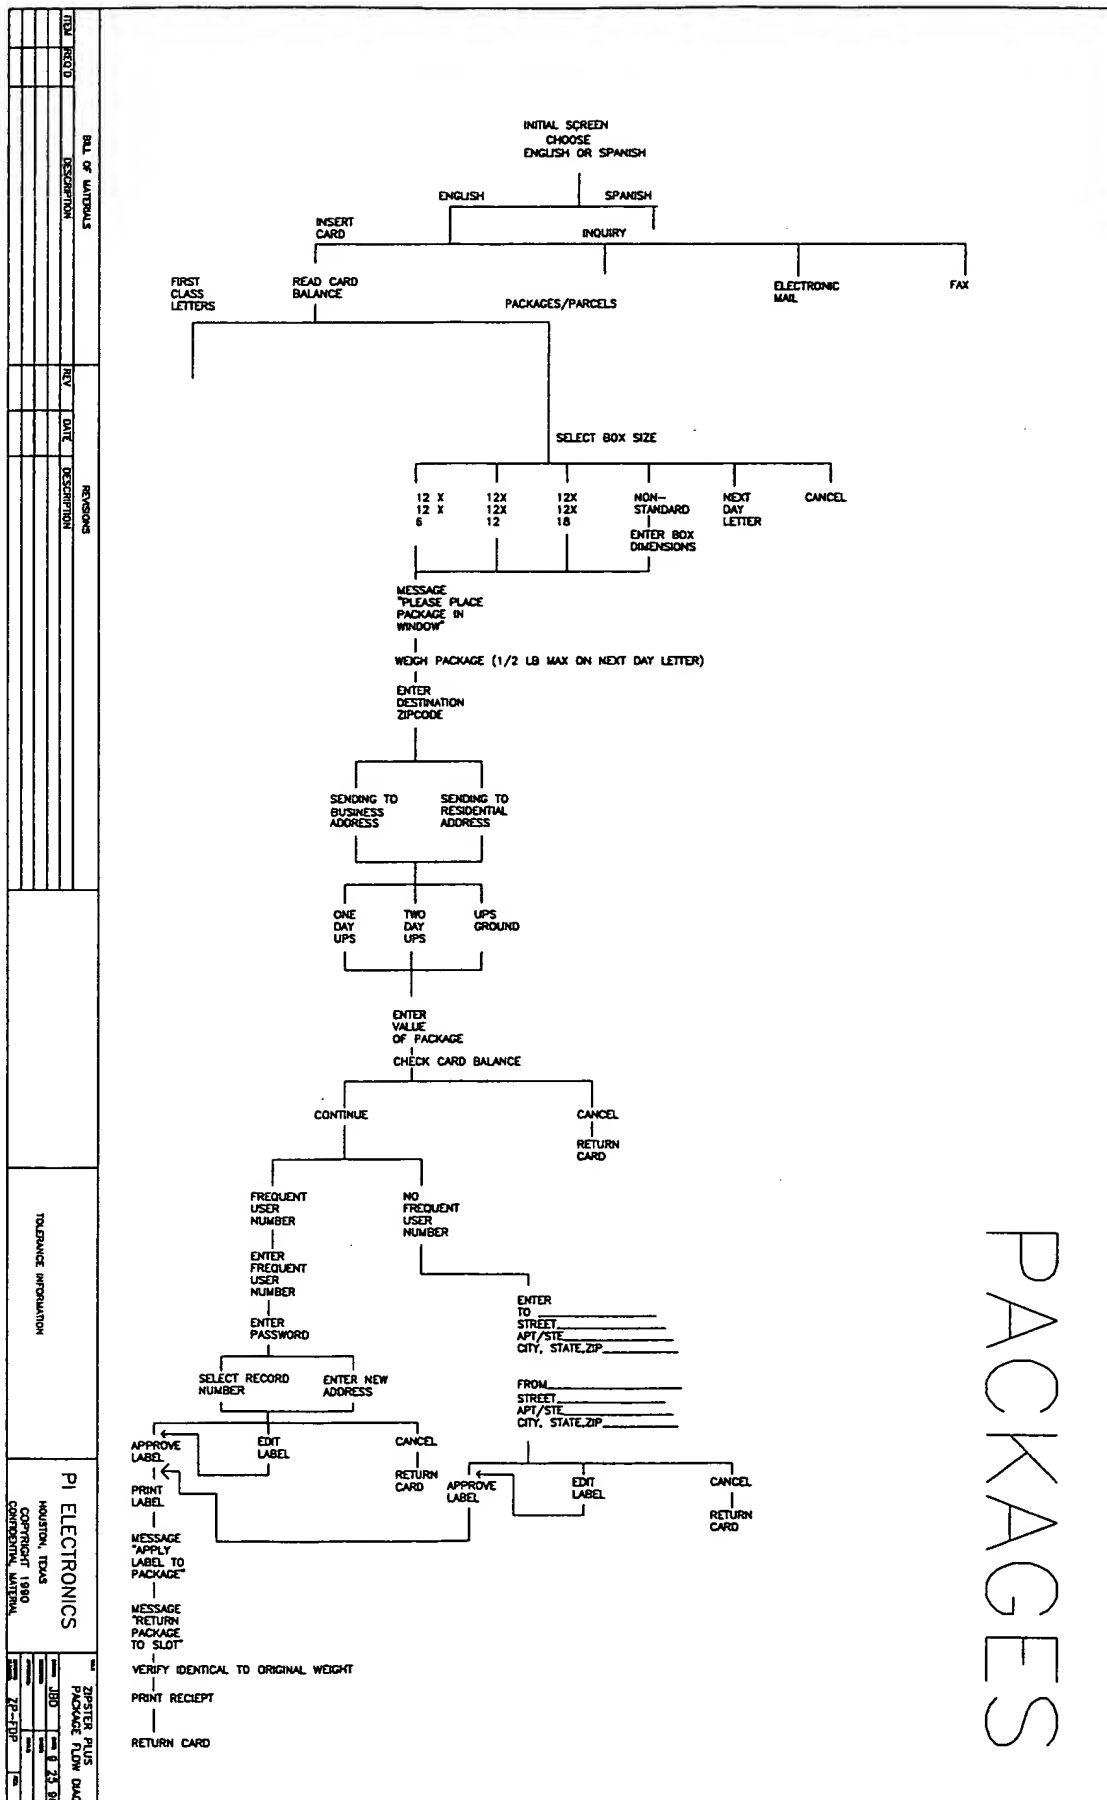 INITIAL SCREEN
CHOOSE
ENGLISH OR SPANISH
ENGLISH
SPANISH
INSERT
CARD
INQUIRY
FIRST
CLASS
LETTERS
READ CARD
BALANCE
PACKAGES/PARCELS
ELECTRONIC
MAIL
FAX
SELECT BOX SIZE
12 X
12 X
6
12X
12X
12
12X
12X
18
NON-
STANDARD
ENTER BOX
DIMENSIONS
NEXT
DAY
LETTER
CANCEL
MESSAGE
"PLEASE PLACE
PACKAGE IN
WINDOW"
WEIGH PACKAGE (1/2 LB MAX ON NEXT DAY LETTER)
ENTER
DESTINATION
ZIPCODE
SENDING TO
BUSINESS
ADDRESS
SENDING TO
RESIDENTIAL
ADDRESS
ONE
DAY
UPS
TWO
DAY
UPS
UPS
GROUND
ENTER
VALUE
OF PACKAGE
CHECK CARD BALANCE
CONTINUE
CANCEL
RETURN
CARD
FREQUENT
USER
NUMBER
NO
FREQUENT
USER
NUMBER
ENTER
FREQUENT
USER
NUMBER
ENTER
PASSWORD
SELECT RECORD
NUMBER
ENTER NEW
ADDRESS
ENTER
TO
STREET
APT/STE
CITY, STATE,ZIP
FROM
STREET
APT/STE
CITY, STATE,ZIP
APPROVE
LABEL
EDIT
LABEL
CANCEL
RETURN
CARD
APPROVE
LABEL
EDIT
LABEL
CANCEL
RETURN
CARD
PRINT
LABEL
MESSAGE
"APPLY
LABEL TO
PACKAGE"
MESSAGE
"RETURN
PACKAGE
TO SLOT"
VERIFY IDENTICAL TO ORIGINAL WEIGHT
PRINT RECIEPT
RETURN CARD
PACKAGES
BILL OF MATERIALS
ITEM REQ'D DESCRIPTION
REVISIONS
REV DATE DESCRIPTION
TOLERANCE INFORMATION
PI ELECTRONICS
HOUSTON, TEXAS
COPYRIGHT 1990
CONFIDENTIAL MATERIAL
ZIPSTER PLUS
PACKAGE FLOW
JBD
9 25
ZP-FDP